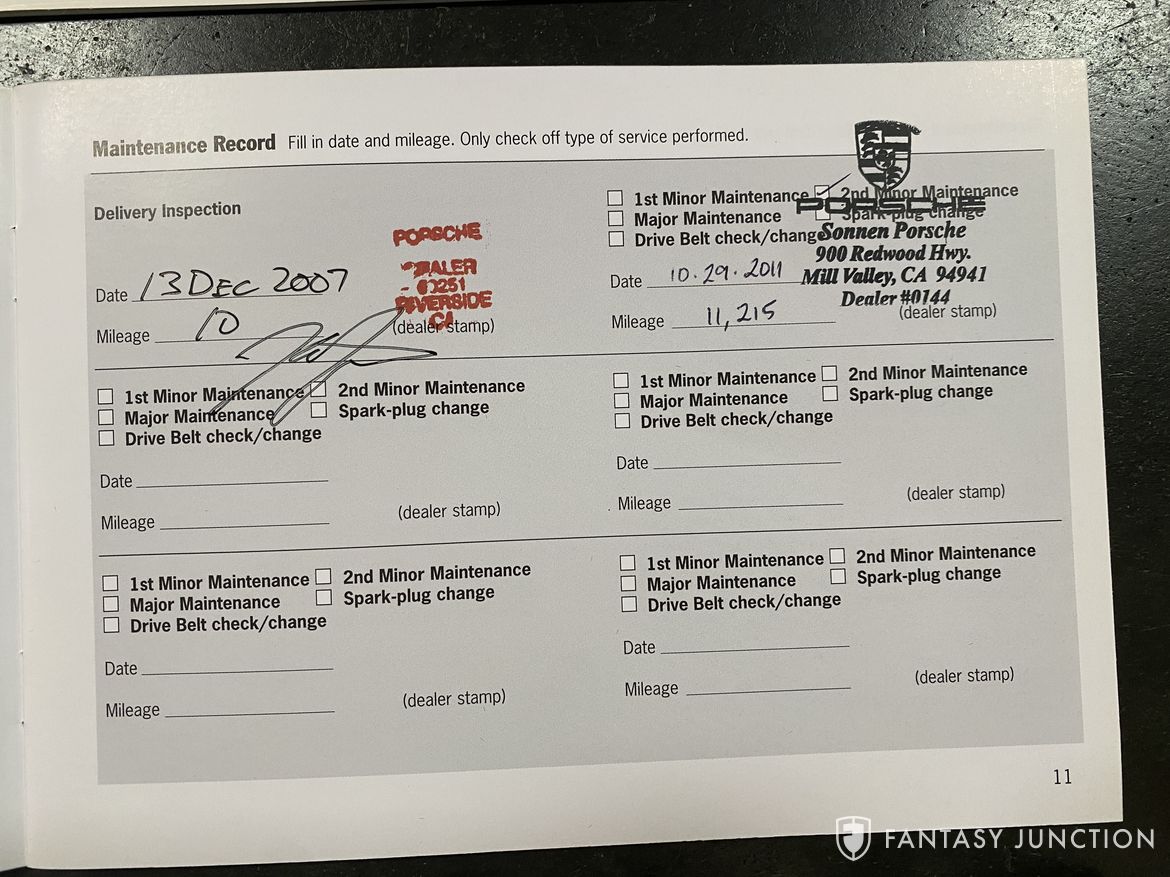 Maintenance Record Fill in date and mileage. Only check off type of service performed.
Delivery Inspection
Date 13 DEC 2007
Mileage 10
PORSCHE
DEALER
RIVERSIDE
CA
(dealer stamp)
1st Minor Maintenance 2nd Minor Maintenance
Major Maintenance Spark-plug change
Drive Belt check/change
PORSCHE
Sonnen Porsche
900 Redwood Hwy.
Mill Valley, CA 94941
Dealer #0144
Date 10.29.2011
Mileage 11,215
(dealer stamp)
1st Minor Maintenance 2nd Minor Maintenance
Major Maintenance Spark-plug change
Drive Belt check/change
Date
Mileage (dealer stamp)
1st Minor Maintenance 2nd Minor Maintenance
Major Maintenance Spark-plug change
Drive Belt check/change
Date
Mileage (dealer stamp)
1st Minor Maintenance 2nd Minor Maintenance
Major Maintenance Spark-plug change
Drive Belt check/change
Date
Mileage (dealer stamp)
1st Minor Maintenance 2nd Minor Maintenance
Major Maintenance Spark-plug change
Drive Belt check/change
Date
Mileage (dealer stamp)
11
FANTASY JUNCTION